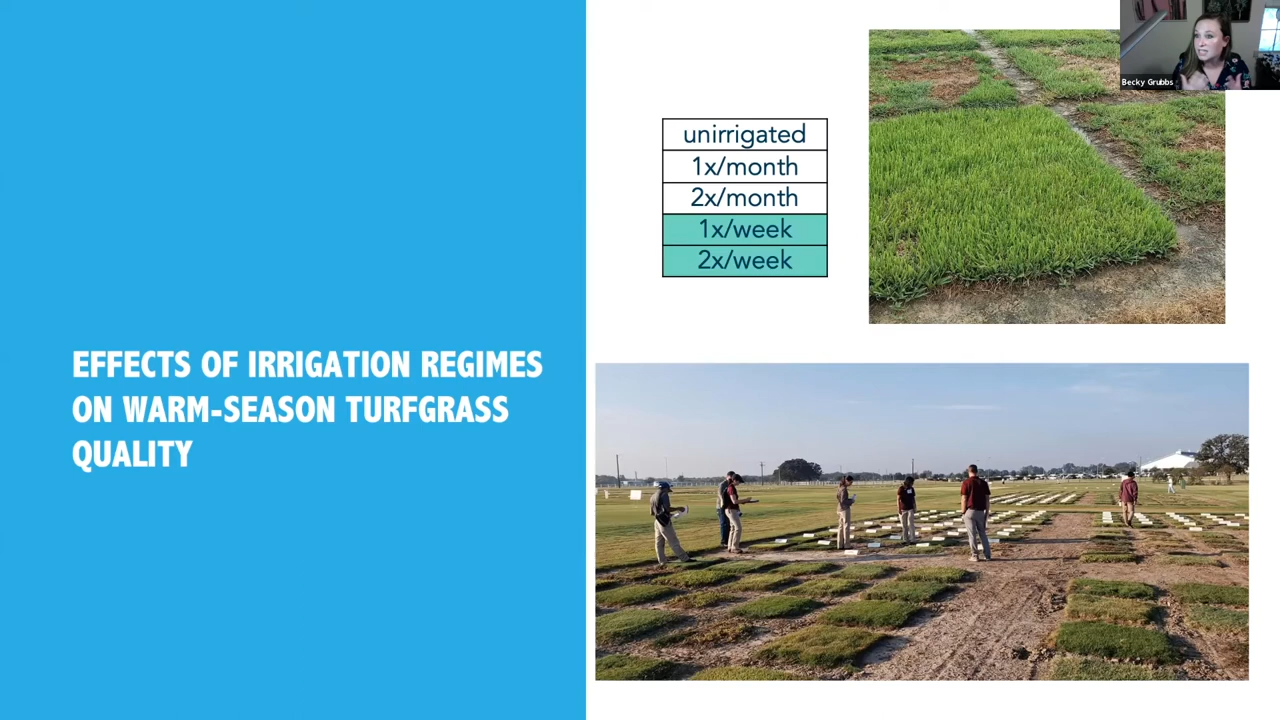 EFFECTS OF IRRIGATION REGIMES
ON WARM-SEASON TURFGRASS
QUALITY
unirrigated
1x/month
2x/month
1x/week
2x/week
Becky Grubbs